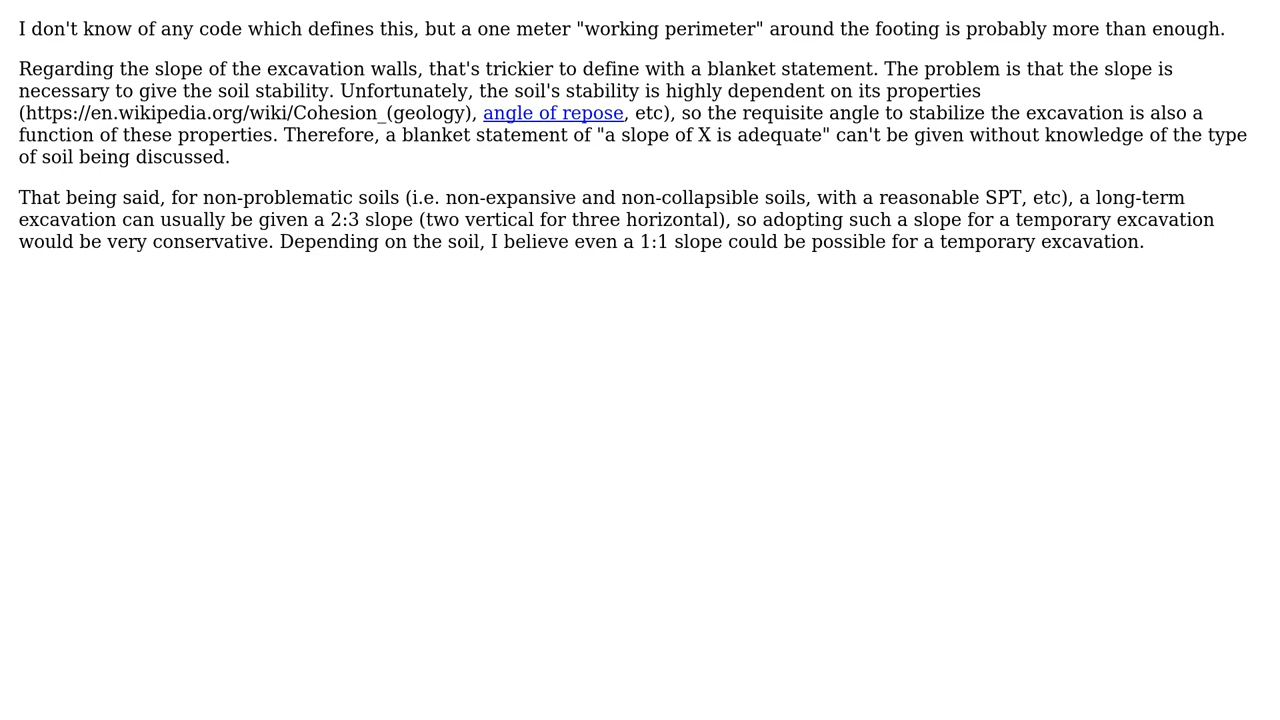 I don't know of any code which defines this, but a one meter "working perimeter" around the footing is probably more than enough.
Regarding the slope of the excavation walls, that's trickier to define with a blanket statement. The problem is that the slope is
necessary to give the soil stability. Unfortunately, the soil's stability is highly dependent on its properties
(https://en.wikipedia.org/wiki/Cohesion_(geology), angle of repose, etc), so the requisite angle to stabilize the excavation is also a
function of these properties. Therefore, a blanket statement of "a slope of X is adequate" can't be given without knowledge of the type
of soil being discussed.
That being said, for non-problematic soils (i.e. non-expansive and non-collapsible soils, with a reasonable SPT, etc), a long-term
excavation can usually be given a 2:3 slope (two vertical for three horizontal), so adopting such a slope for a temporary excavation
would be very conservative. Depending on the soil, I believe even a 1:1 slope could be possible for a temporary excavation.